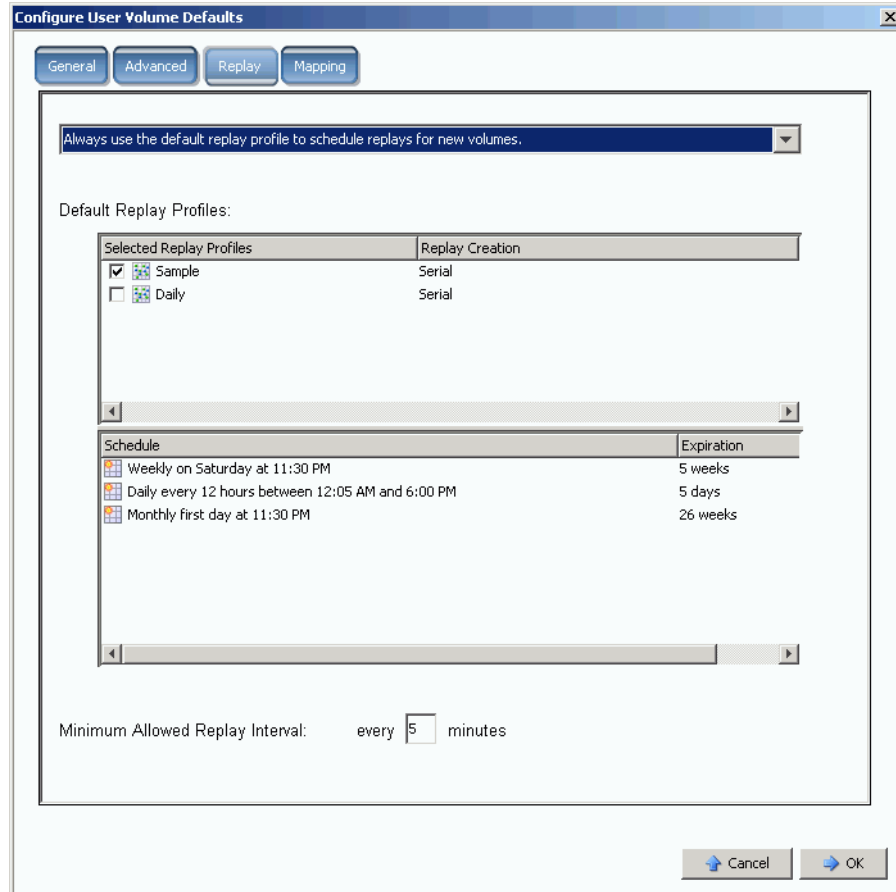 Configure User Volume Defaults
General Advanced Replay Mapping
Always use the default replay profile to schedule replays for new volumes.
Default Replay Profiles:
Selected Replay Profiles Replay Creation
Sample Serial
Daily Serial
Schedule Expiration
Weekly on Saturday at 11:30 PM 5 weeks
Daily every 12 hours between 12:05 AM and 6:00 PM 5 days
Monthly first day at 11:30 PM 26 weeks
Minimum Allowed Replay Interval: every 5 minutes
Cancel OK